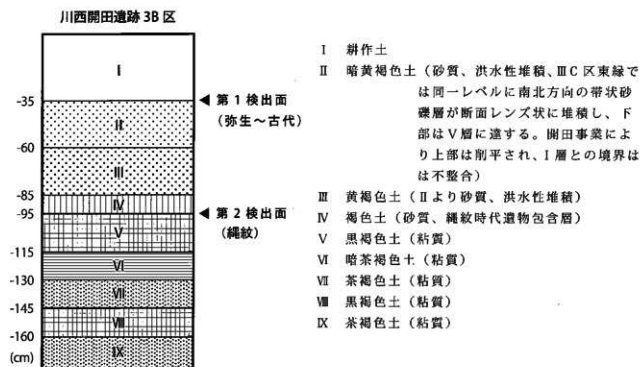 川西開田遺跡 3B 区
I
-35
第 1 検出面
(弥生～古代)
II
-60
III
-85
IV
-95
第 2 検出面
(縄紋)
V
-115
VI
-130
VII
-145
VIII
-160
(cm)
IX
I 耕作土
II 暗黄褐色土（砂質、洪水性堆積、ⅢC 区東縁で
は同一レベルに南北方向の帯状砂
礫層が断面レンズ状に堆積し、下
部はⅤ層に達する。開田事業によ
り上部は削平され、Ⅰ層との境界は
は不整合）
III 黄褐色土（Ⅱより砂質、洪水性堆積）
IV 褐色土（砂質、縄紋時代遺物包含層）
V 黒褐色土（粘質）
VI 暗茶褐色土（粘質）
VII 茶褐色土（粘質）
VIII 黒褐色土（粘質）
IX 茶褐色土（粘質）